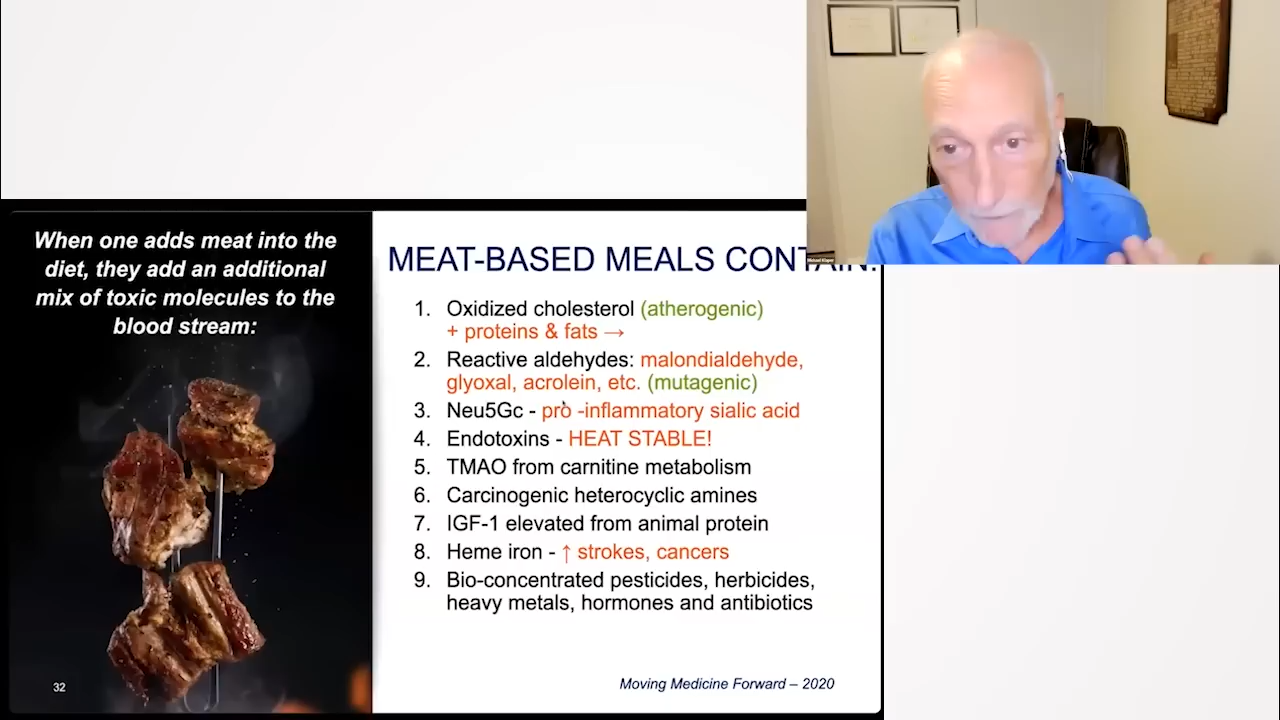 When one adds meat into the
diet, they add an additional
mix of toxic molecules to the
blood stream:
32
MEAT-BASED MEALS CONTAIN:
1. Oxidized cholesterol (atherogenic)
+ proteins & fats →
2. Reactive aldehydes: malondialdehyde,
glyoxal, acrolein, etc. (mutagenic)
3. Neu5Gc - pro -inflammatory sialic acid
4. Endotoxins - HEAT STABLE!
5. TMAO from carnitine metabolism
6. Carcinogenic heterocyclic amines
7. IGF-1 elevated from animal protein
8. Heme iron - ↑ strokes, cancers
9. Bio-concentrated pesticides, herbicides,
heavy metals, hormones and antibiotics
Moving Medicine Forward – 2020